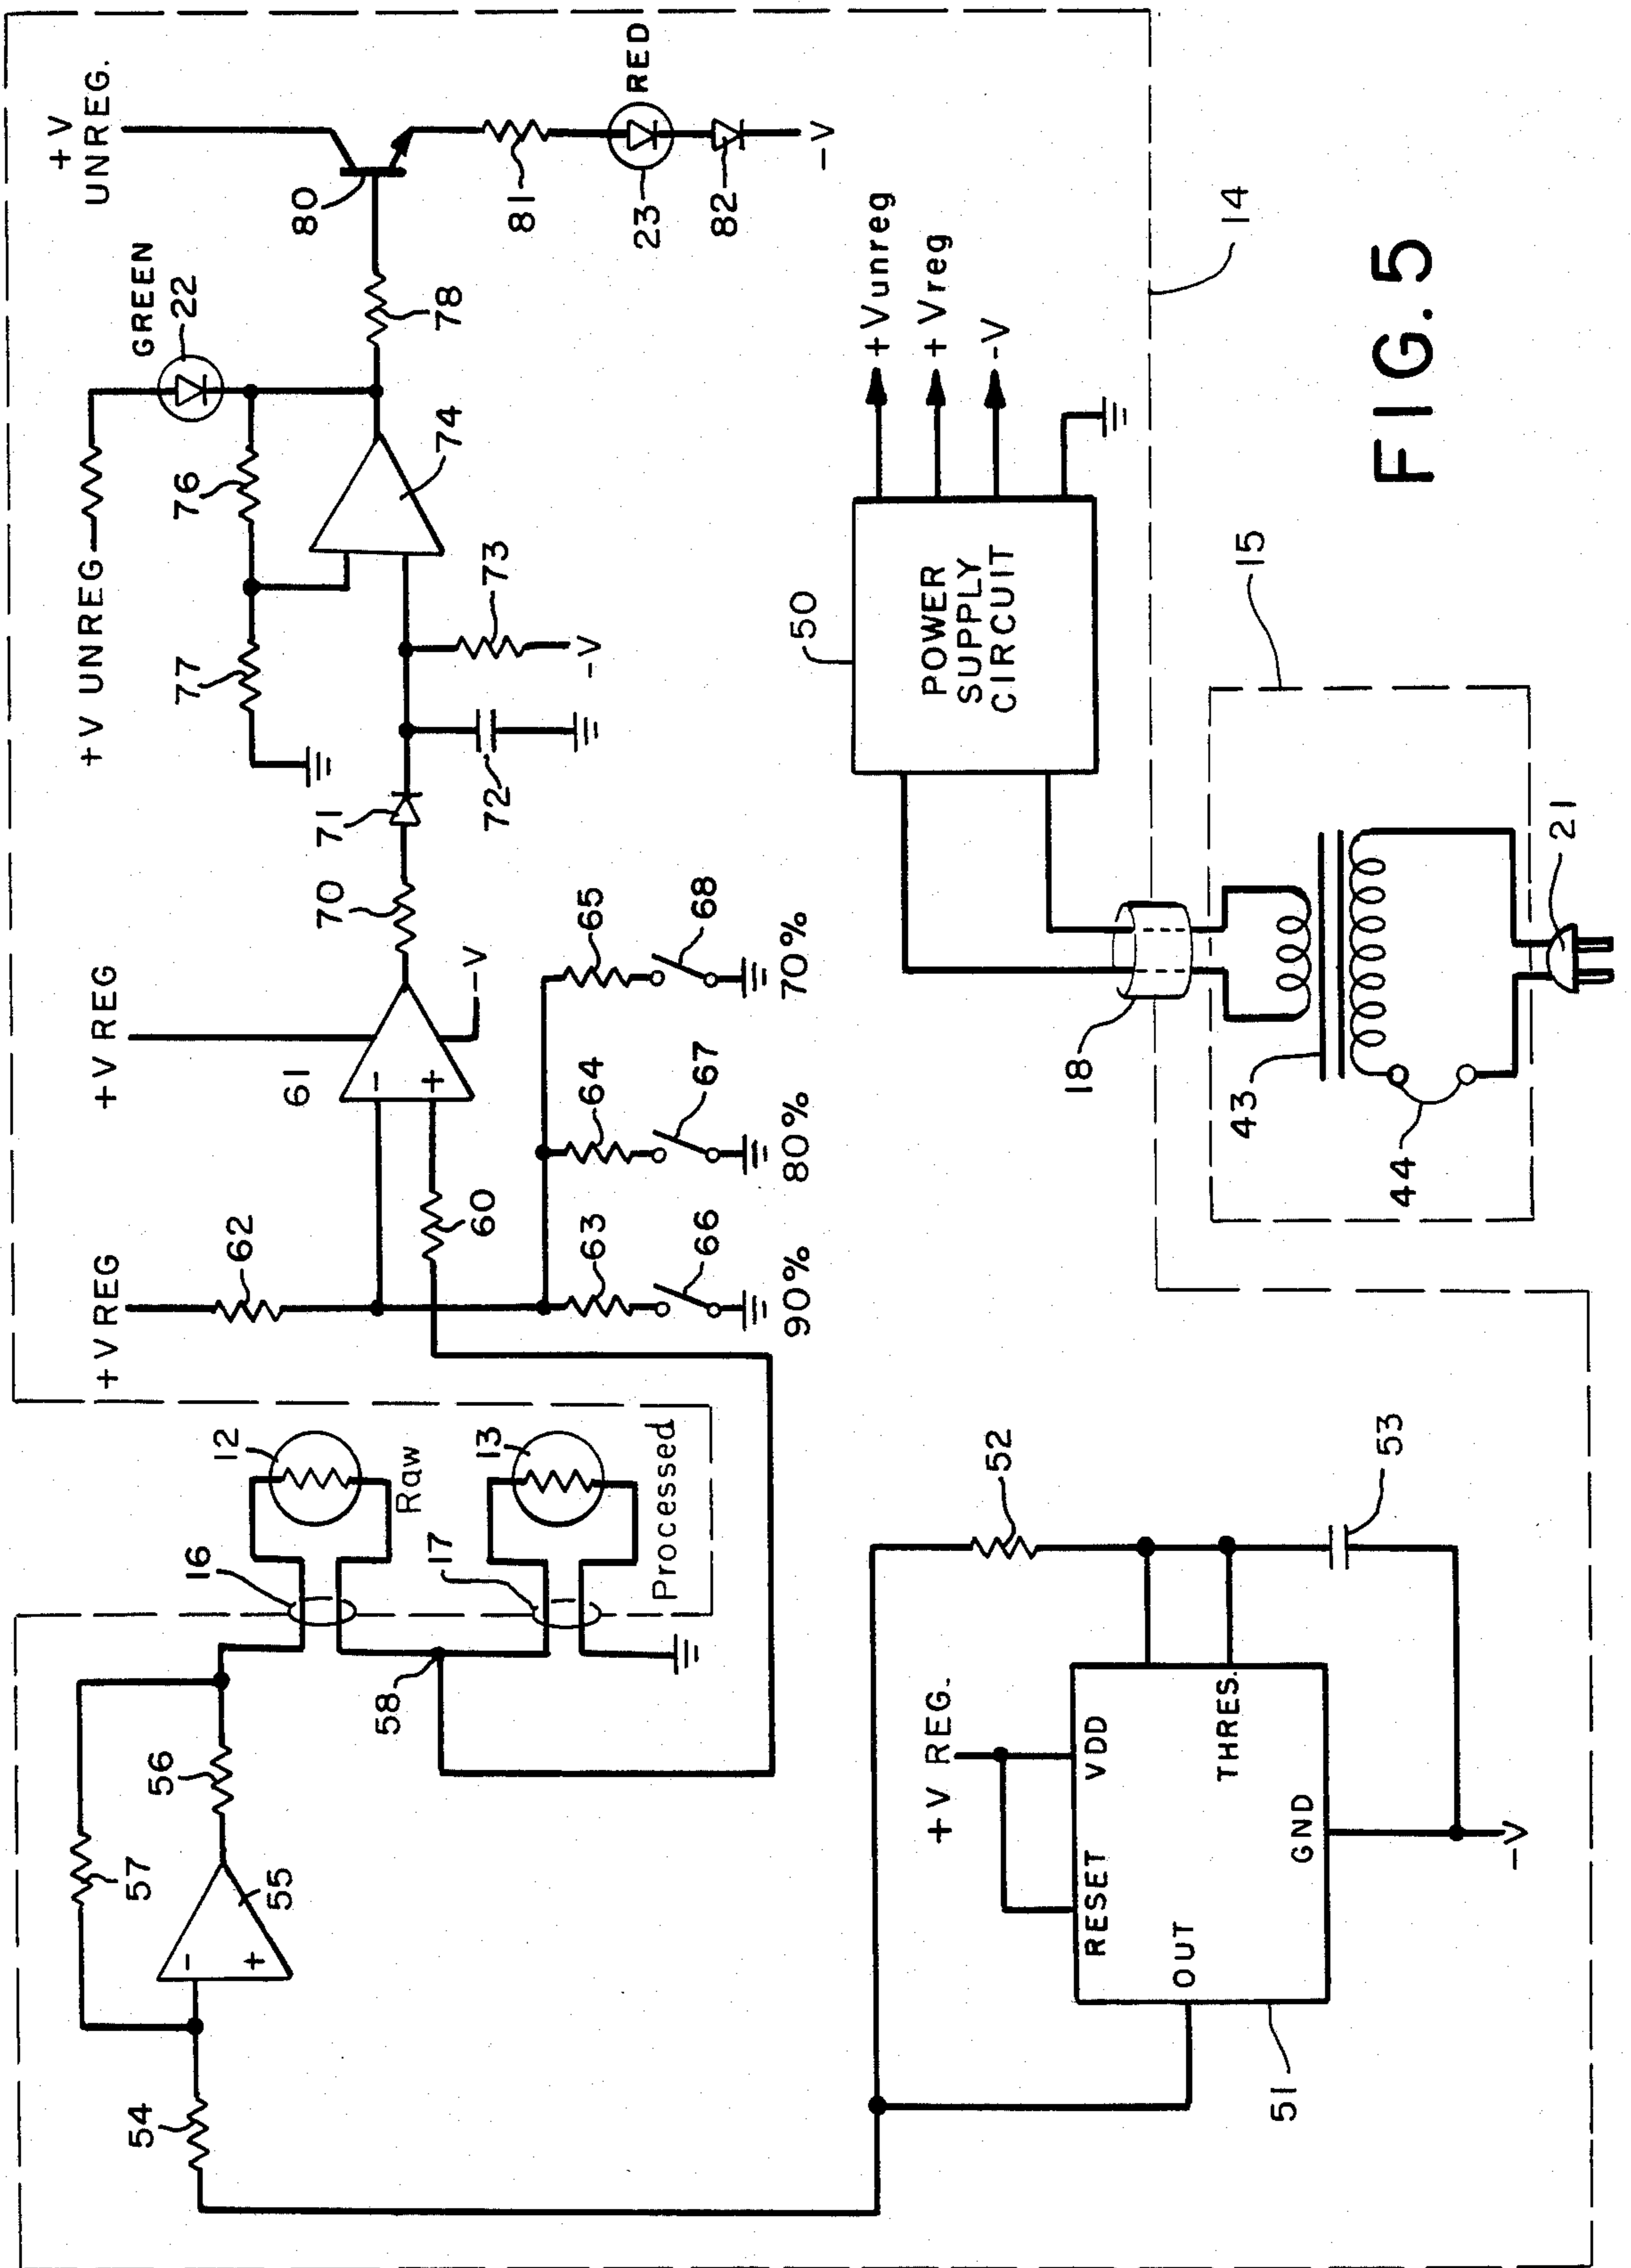 +V
UNREG.
GREEN
22
+V UNREG
77
76
80
78
81
RED
23
82
-V
74
73
-V
71
72
70
+V REG
61
-
+
-V
+V REG
62
60
63
64
65
66
67
68
90%
80%
70%
12
Raw
13
Processed
16
17
58
57
56
55
-
+
54
50
POWER
SUPPLY
CIRCUIT
+Vunreg
+Vreg
-V
14
15
18
43
44
21
52
53
+V REG.
RESET
VDD
OUT
THRES.
GND
51
-V
FIG. 5